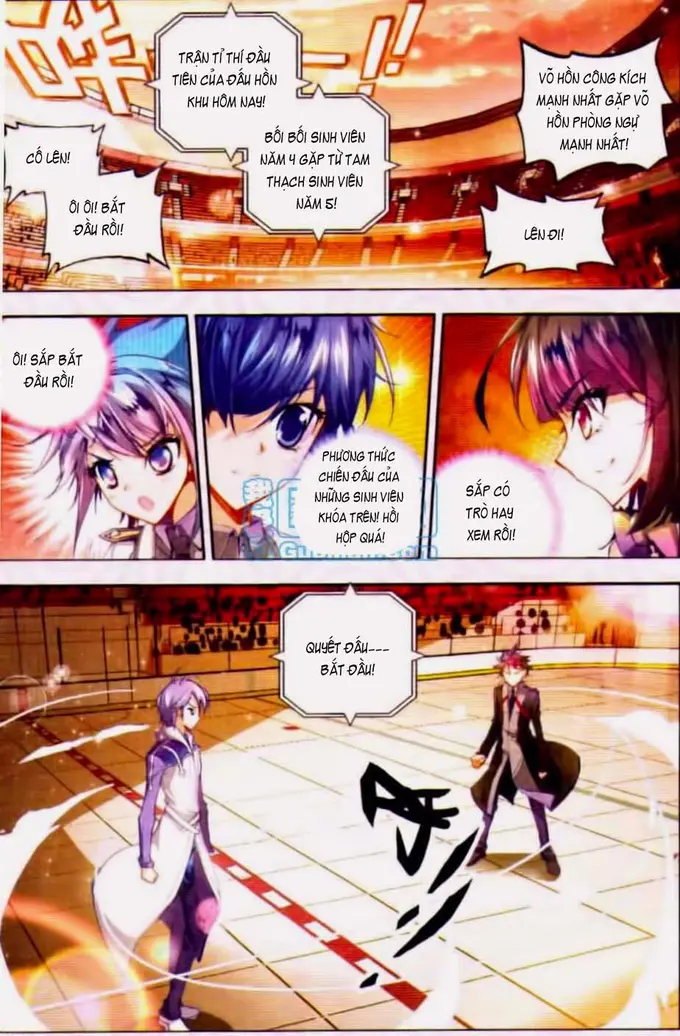 哗——!!
TRẬN TỈ THÍ ĐẦU
TIÊN CỦA ĐẤU HỒN
KHU HÔM NAY!
BỐI BỐI SINH VIÊN
NĂM 4 GẶP TỪ TAM
THẠCH SINH VIÊN
NĂM 5!
VÕ HỒN CÔNG KÍCH
MẠNH NHẤT GẶP VÕ
HỒN PHÒNG NGỰ
MẠNH NHẤT!
CỐ LÊN!
ÔI ÔI! BẮT
ĐẦU RỒI!
LÊN ĐI!
ÔI! SẮP BẮT
ĐẦU RỒI!
PHƯƠNG THỨC
CHIẾN ĐẤU CỦA
NHỮNG SINH VIÊN
KHÓA TRÊN! HỒI
HỘP QUÁ!
SẮP CÓ
TRÒ HAY
XEM RỒI!
QUYẾT ĐẤU---
BẮT ĐẦU!
呼